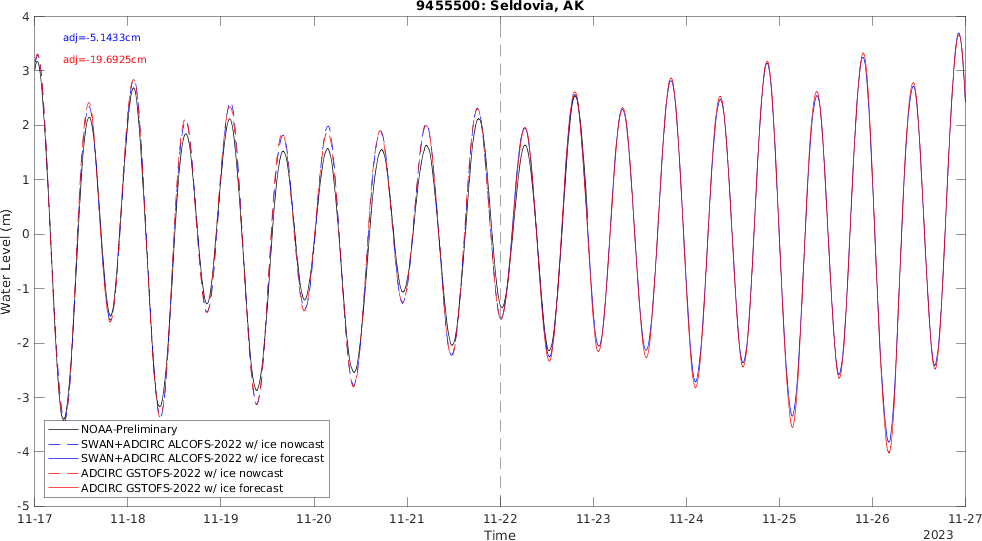 9455500: Seldovia, AK
adj=-5.1433cm
adj=-19.6925cm
4
3
2
1
0
-1
-2
-3
-4
-5
Water Level (m)
NOAA-Preliminary
SWAN+ADCIRC ALCOFS-2022 w/ ice nowcast
SWAN+ADCIRC ALCOFS-2022 w/ ice forecast
ADCIRC GSTOFS-2022 w/ ice nowcast
ADCIRC GSTOFS-2022 w/ ice forecast
11-17 11-18 11-19 11-20 11-21 11-22 11-23 11-24 11-25 11-26 11-27
Time
2023